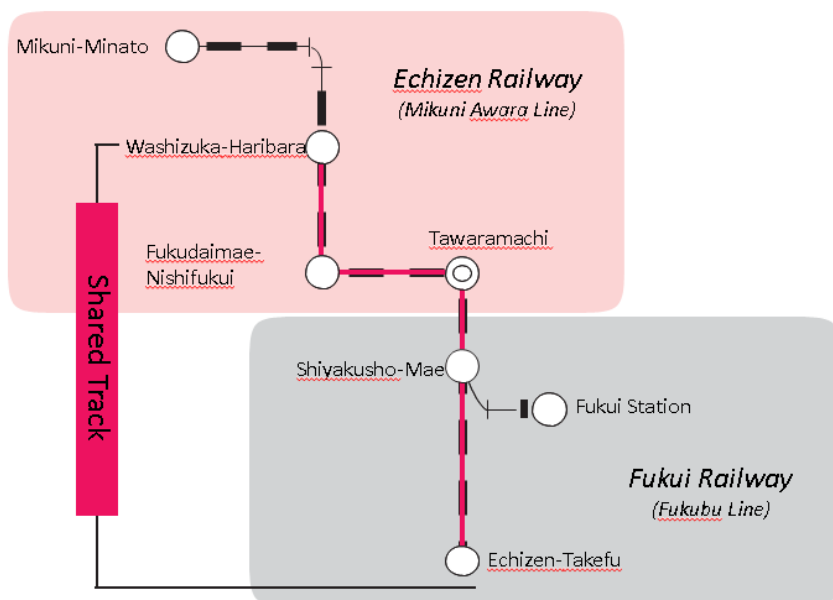 Mikuni-Minato
Echizen Railway
(Mikuni Awara Line)
Washizuka-Haribara
Fukudaimae-
Nishifukui
Tawaramachi
Shared Track
Shiyakusho-Mae
Fukui Station
Fukui Railway
(Fukubu Line)
Echizen-Takefu